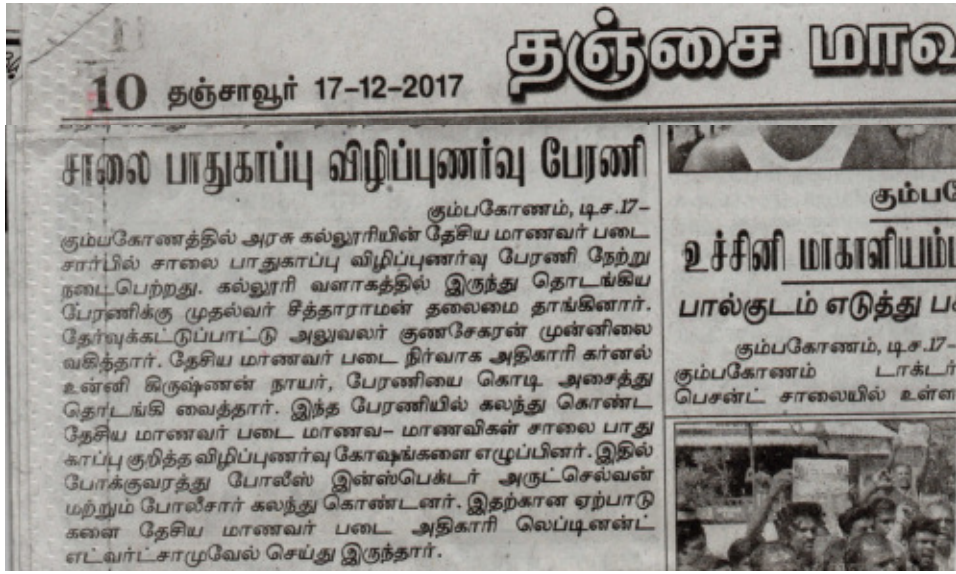 10 தஞ்சாவூர் 17-12-2017
தஞ்சை
சாலை பாதுகாப்பு விழிப்புணர்வு பேரணி
கும்பகோணம், டிச.17-
கும்பகோணத்தில் அரசு கல்லூரியின் தேசிய மாணவர் படை
சார்பில் சாலை பாதுகாப்பு விழிப்புணர்வு பேரணி நேற்று
நடைபெற்றது. கல்லூரி வளாகத்தில் இருந்து தொடங்கிய
பேரணிக்கு முதல்வர் சீத்தாராமன் தலைமை தாங்கினார்.
தேர்வுக்கட்டுப்பாட்டு அலுவலர் குணசேகரன் முன்னிலை
வகித்தார். தேசிய மாணவர் படை நிர்வாக அதிகாரி கர்னல்
உன்னி கிருஷ்ணன் நாயர், பேரணியை கொடி அசைத்து
தொடங்கி வைத்தார். இந்த பேரணியில் கலந்து கொண்ட
தேசிய மாணவர் படை மாணவ- மாணவிகள் சாலை பாது
காப்பு குறித்த விழிப்புணர்வு கோஷங்களை எழுப்பினர். இதில்
போக்குவரத்து போலீஸ் இன்ஸ்பெக்டர் அருட்செல்வன்
மற்றும் போலீசார் கலந்து கொண்டனர். இதற்கான ஏற்பாடு
களை தேசிய மாணவர் படை அதிகாரி லெப்டினன்ட்
எட்வர்ட்சாமுவேல் செய்து இருந்தார்.
உச்சினி
பால்குடம் எடுத்து
கும்பகோணம், டிச.17-
கும்பகோணம் டாக்டர்
பெசன்ட் சாலையில் உள்ள